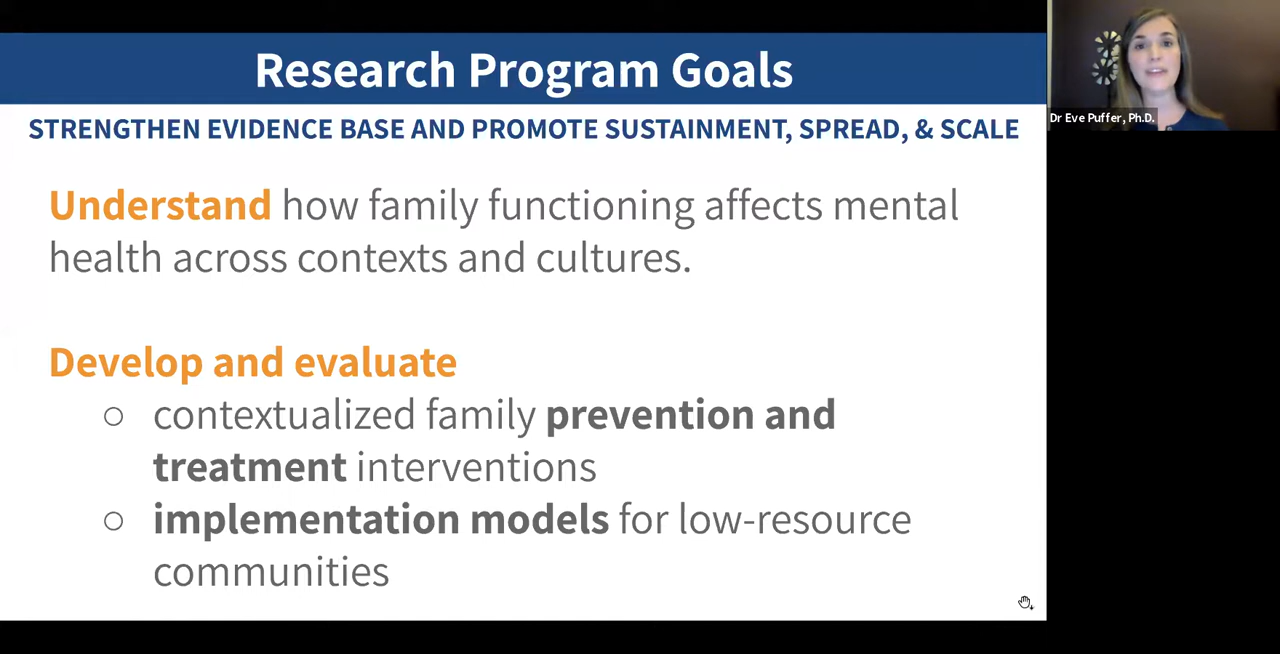 Research Program Goals
STRENGTHEN EVIDENCE BASE AND PROMOTE SUSTAINMENT, SPREAD, & SCALE
Understand how family functioning affects mental
health across contexts and cultures.
Develop and evaluate
○ contextualized family prevention and
treatment interventions
○ implementation models for low-resource
communities
Dr Eve Puffer, Ph.D.